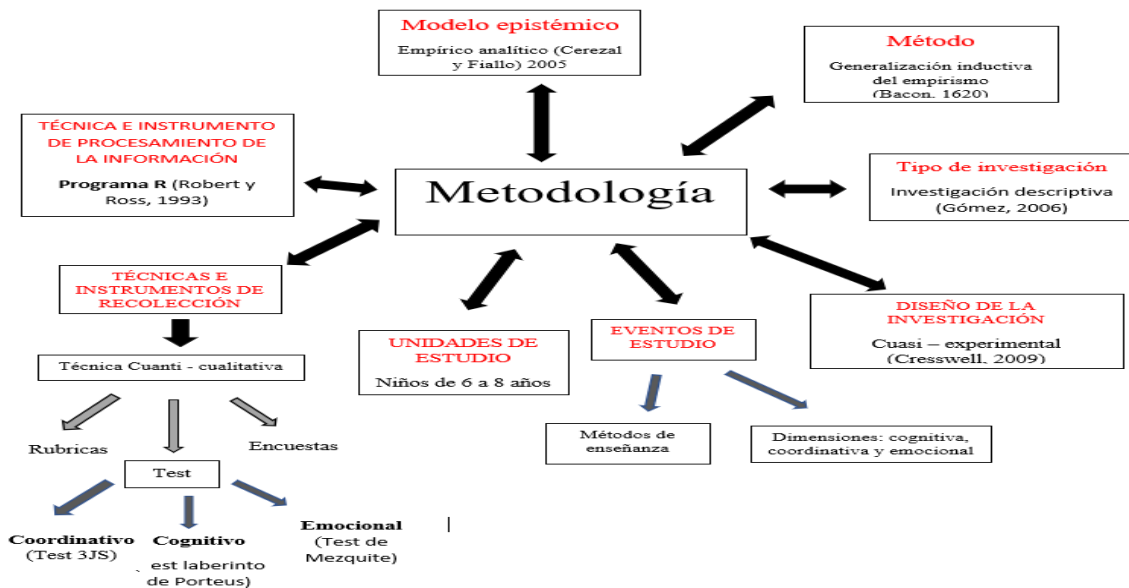 Modelo epistémico
Empírico analítico (Cerezal
y Fiallo) 2005
Método
Generalización inductiva
del empirismo
(Bacon. 1620)
TÉCNICA E INSTRUMENTO
DE PROCESAMIENTO DE
LA INFORMACIÓN
Programa R (Robert y
Ross, 1993)
Metodología
Tipo de investigación
Investigación descriptiva
(Gómez, 2006)
TÉCNICAS E
INSTRUMENTOS DE
RECOLECCIÓN
UNIDADES DE
ESTUDIO
Niños de 6 a 8 años
EVENTOS DE
ESTUDIO
DISEÑO DE LA
INVESTIGACIÓN
Cuasi – experimental
(Cresswell, 2009)
Técnica Cuanti - cualitativa
Métodos de
enseñanza
Dimensiones: cognitiva,
coordinativa y emocional
Rubricas
Encuestas
Test
Coordinativo
(Test 3JS)
Cognitivo
est laberinto
de Porteus)
Emocional
(Test de
Mezquite)